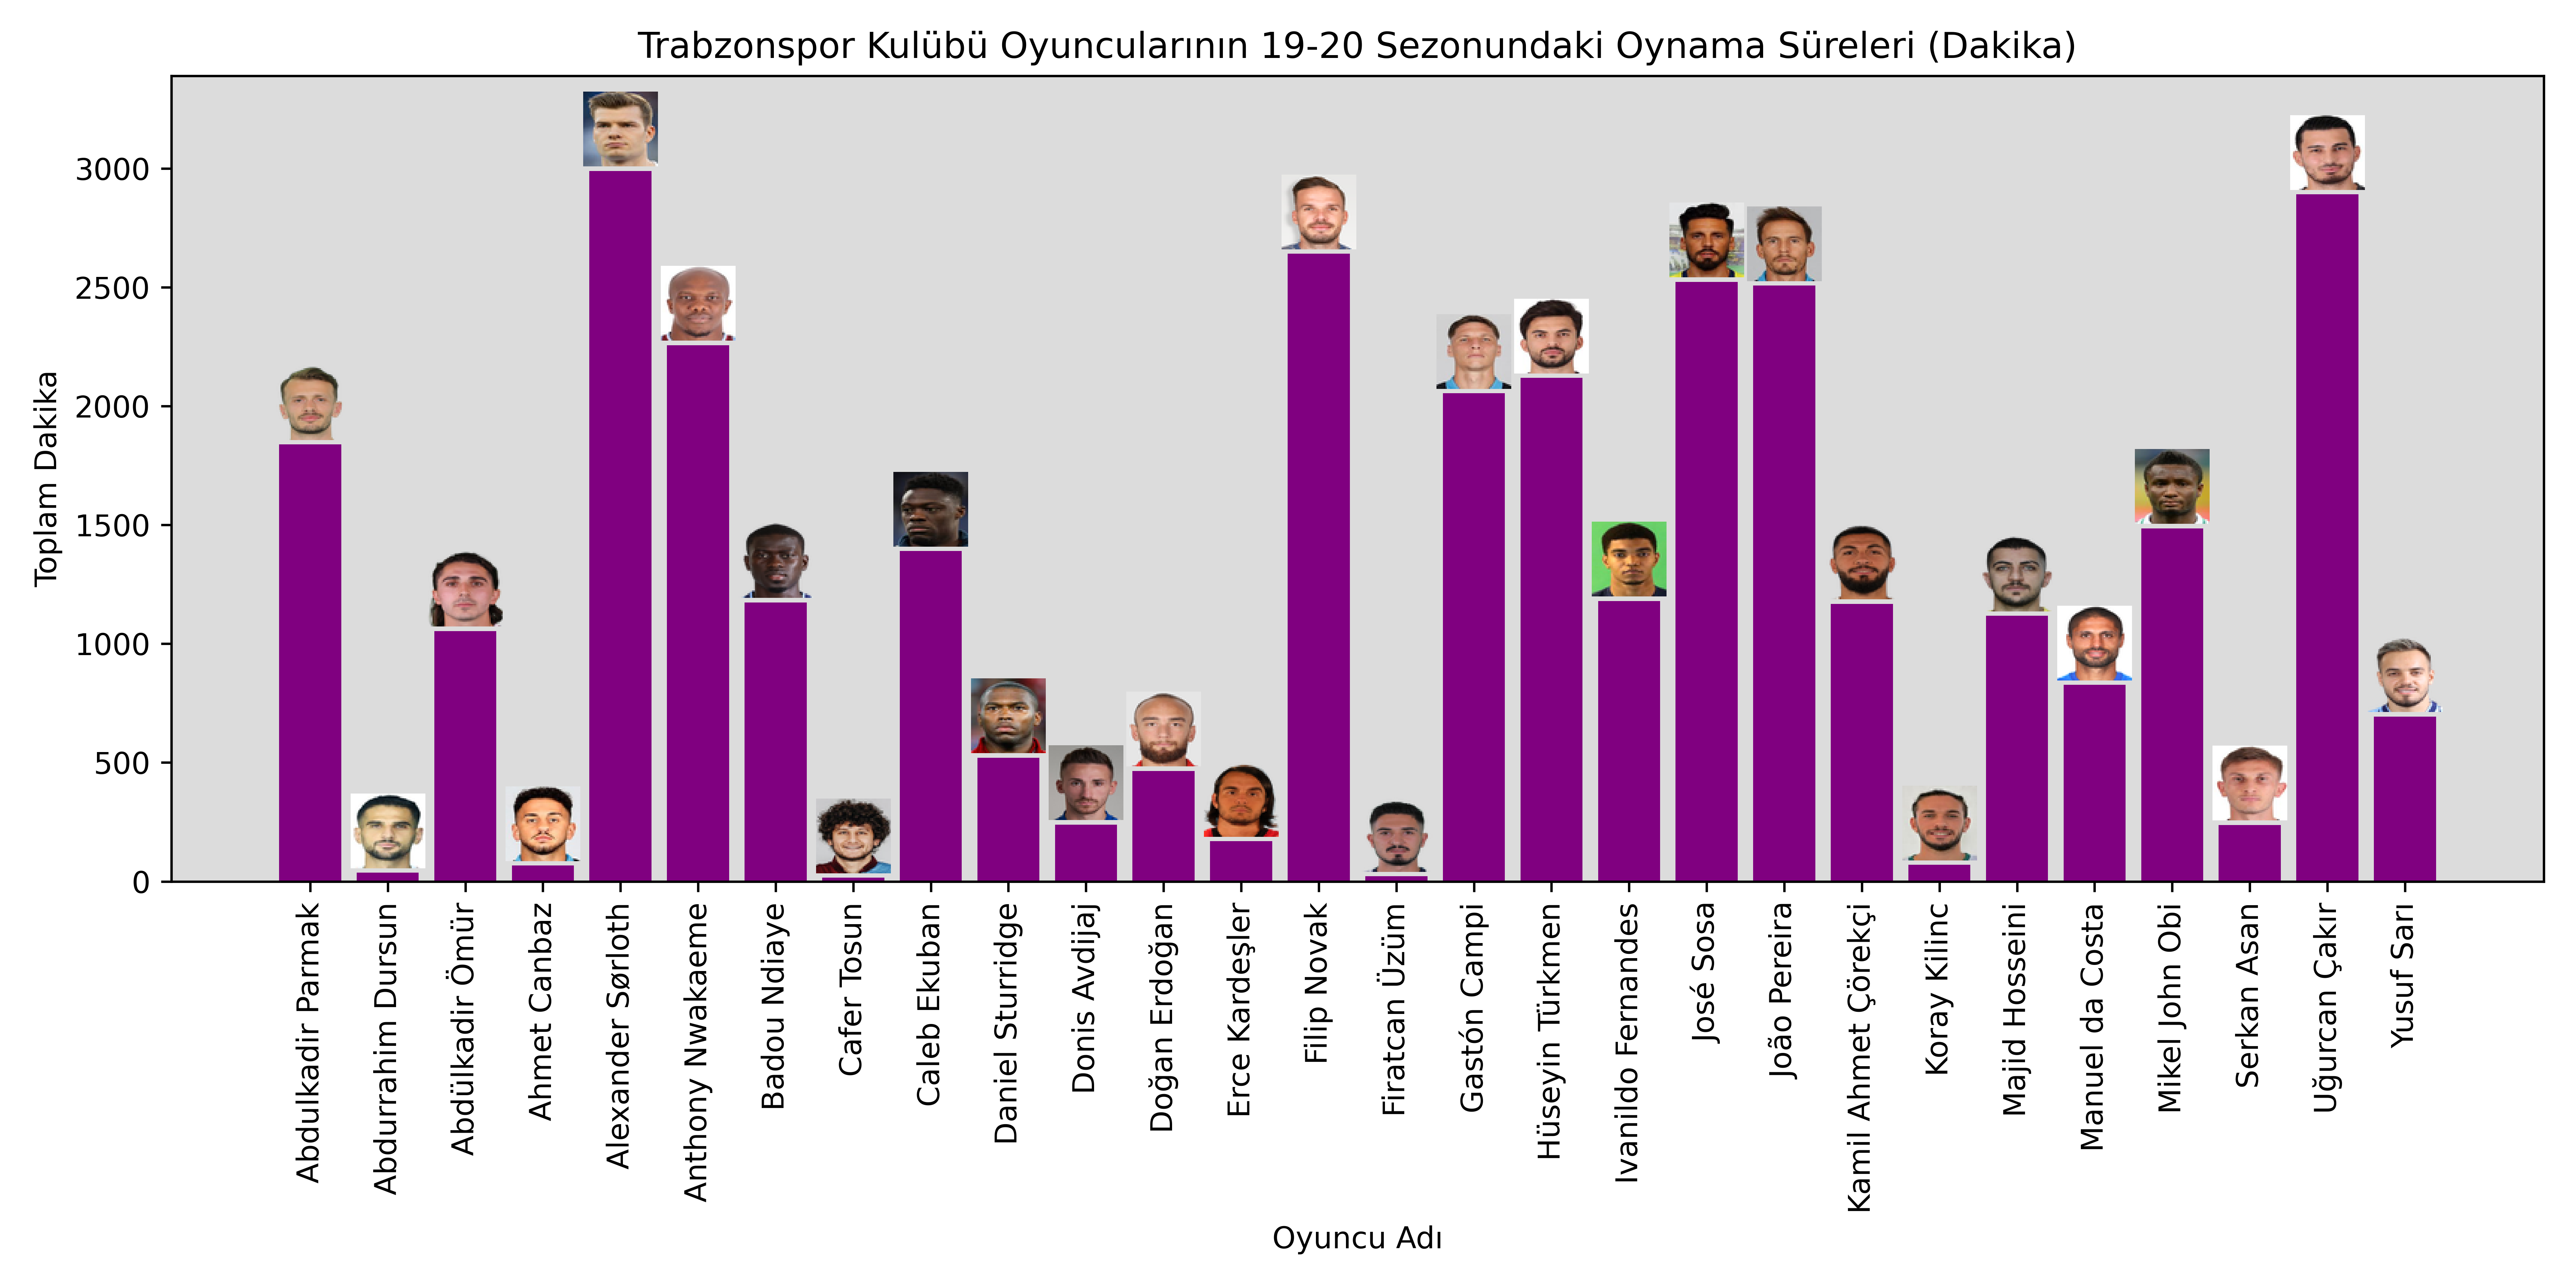 Trabzonspor Kulübü Oyuncularının 19-20 Sezonundaki Oynama Süreleri (Dakika)
Toplam Dakika
3000
2500
2000
1500
1000
500
0
Abdulkadir Parmak
Abdurrahim Dursun
Abdülkadir Ömür
Ahmet Canbaz
Alexander Sørloth
Anthony Nwakaeme
Badou Ndiaye
Cafer Tosun
Caleb Ekuban
Daniel Sturridge
Donis Avdijaj
Doğan Erdoğan
Erce Kardeşler
Filip Novak
Firatcan Üzüm
Gastón Campi
Hüseyin Türkmen
Ivanildo Fernandes
José Sosa
João Pereira
Kamil Ahmet Çörekçi
Koray Kilinc
Majid Hosseini
Manuel da Costa
Mikel John Obi
Serkan Asan
Uğurcan Çakır
Yusuf Sarı
Oyuncu Adı